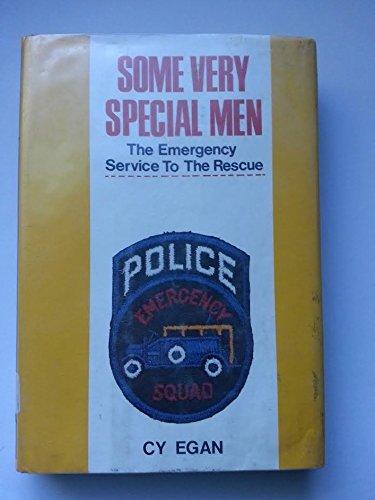 SOME VERY
SPECIAL MEN
The Emergency
Service To The Rescue
POLICE
EMERGENCY
SQUAD
CY EGAN